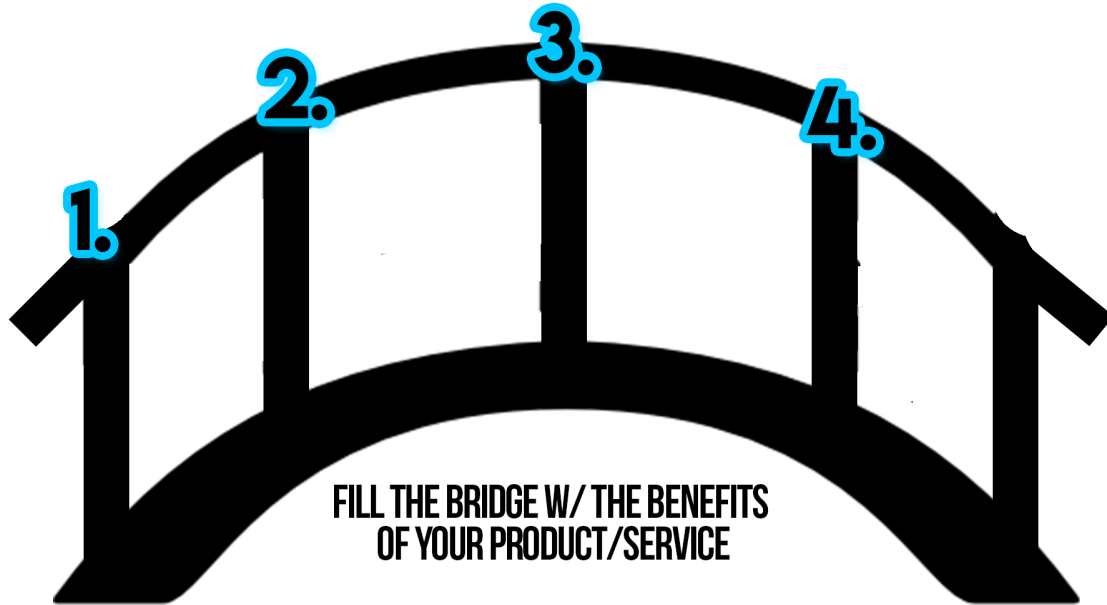 1.
2.
3.
4.
FILL THE BRIDGE W/ THE BENEFITS
OF YOUR PRODUCT/SERVICE